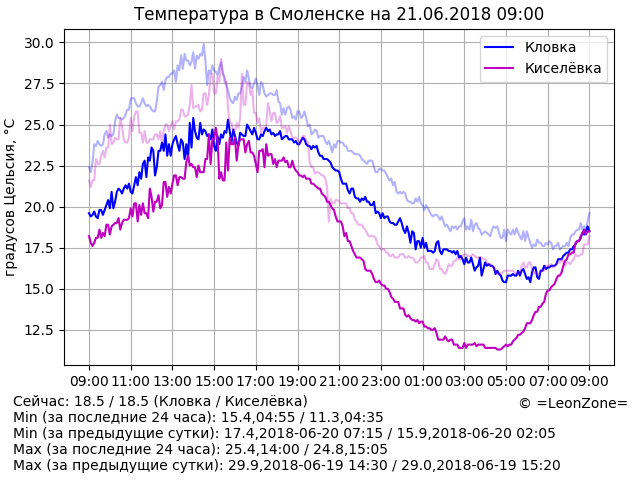 Температура в Смоленске на 21.06.2018 09:00
Кловка
Киселёвка
градусов Цельсия, °C
30.0
27.5
25.0
22.5
20.0
17.5
15.0
12.5
09:00 11:00 13:00 15:00 17:00 19:00 21:00 23:00 01:00 03:00 05:00 07:00 09:00
Сейчас: 18.5 / 18.5 (Кловка / Киселёвка)
© =LeonZone=
Min (за последние 24 часа): 15.4,04:55 / 11.3,04:35
Min (за предыдущие сутки): 17.4,2018-06-20 07:15 / 15.9,2018-06-20 02:05
Max (за последние 24 часа): 25.4,14:00 / 24.8,15:05
Max (за предыдущие сутки): 29.9,2018-06-19 14:30 / 29.0,2018-06-19 15:20